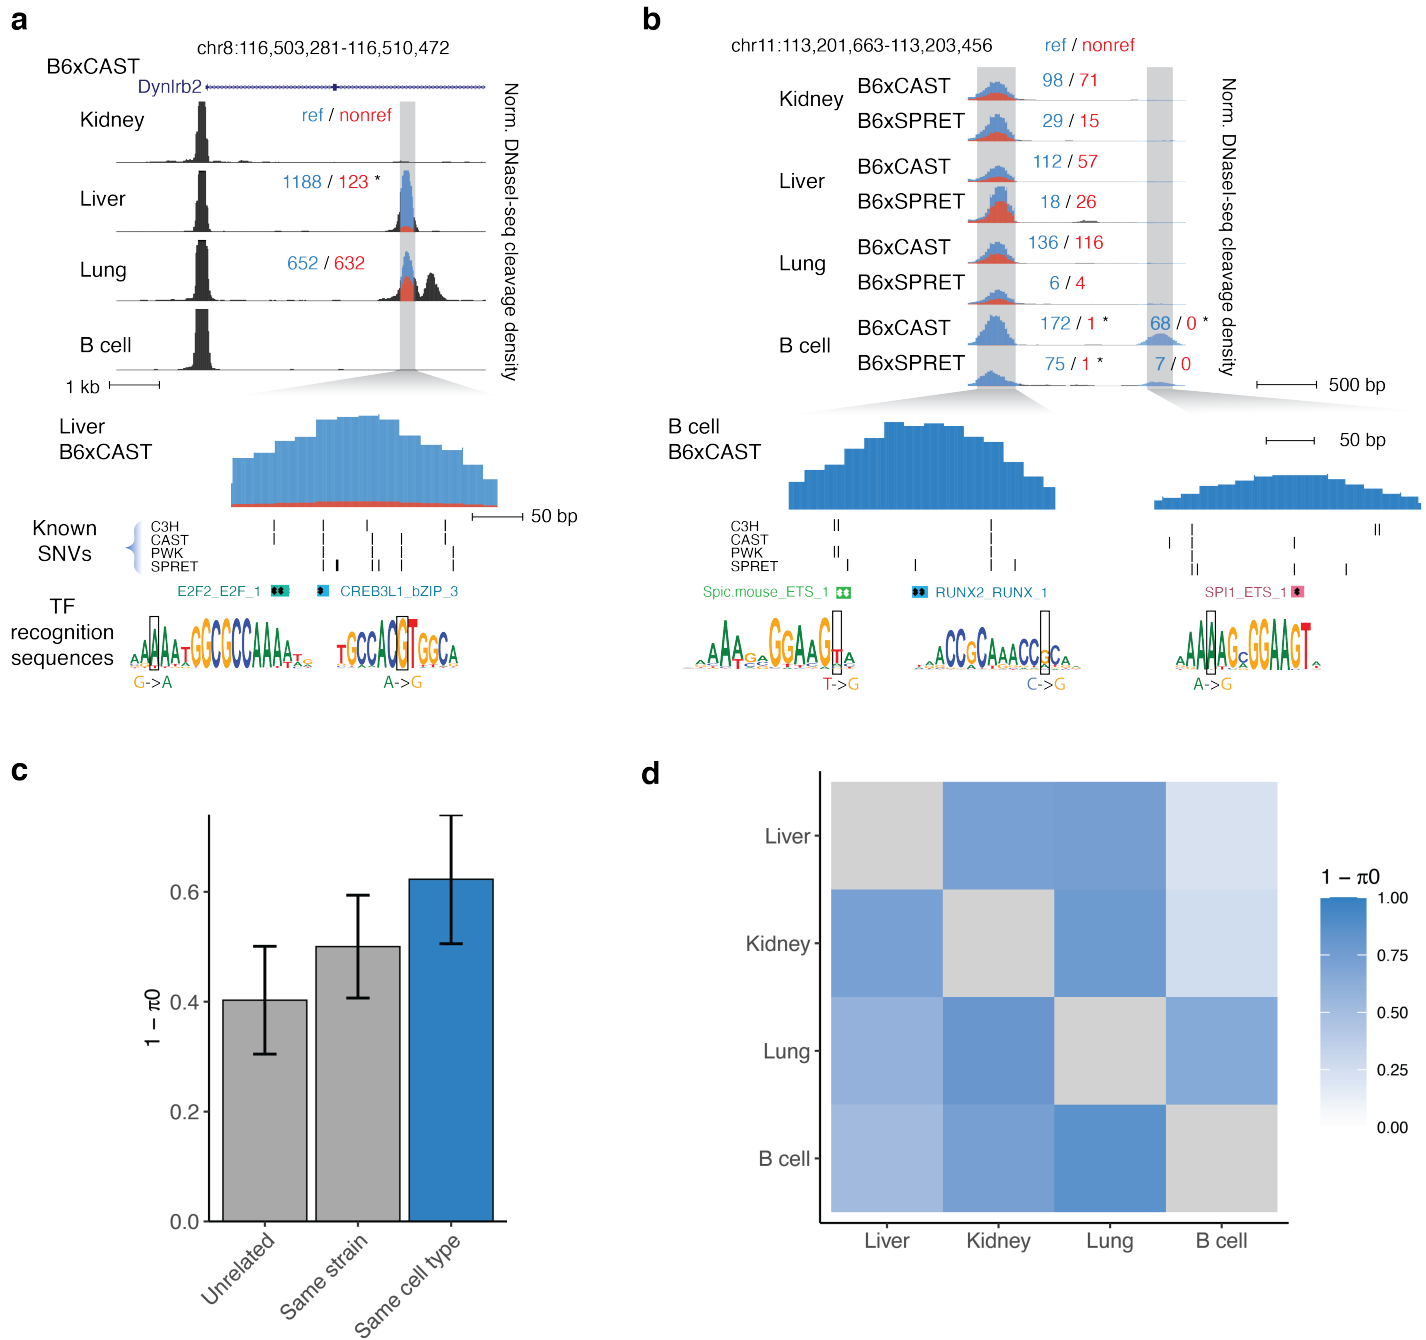 a
chr8:116,503,281-116,510,472
B6xCAST
Dynlrb2
Kidney
ref / nonref
Liver
1188 / 123 *
Lung
652 / 632
B cell
1 kb
Norm. DNaseI-seq cleavage density
Liver
B6xCAST
50 bp
Known
SNVs
C3H
CAST
PWK
SPRET
E2F2_E2F_1
CREB3L1_bZIP_3
TF
recognition
sequences
G->A
A->G
b
chr11:113,201,663-113,203,456
ref / nonref
Kidney
B6xCAST
98 / 71
B6xSPRET
29 / 15
Liver
B6xCAST
112 / 57
B6xSPRET
18 / 26
Lung
B6xCAST
136 / 116
B6xSPRET
6 / 4
B cell
B6xCAST
172 / 1 *
68 / 0 *
B6xSPRET
75 / 1 *
7 / 0
Norm. DNaseI-seq cleavage density
500 bp
B cell
B6xCAST
50 bp
C3H
CAST
PWK
SPRET
Spic.mouse_ETS_1
RUNX2_RUNX_1
SPI1_ETS_1
T->G
C->G
A->G
c
1 − π0
0.6
0.4
0.2
0.0
Unrelated
Same strain
Same cell type
d
Liver
Kidney
Lung
B cell
Liver
Kidney
Lung
B cell
1 − π0
1.00
0.75
0.50
0.25
0.00